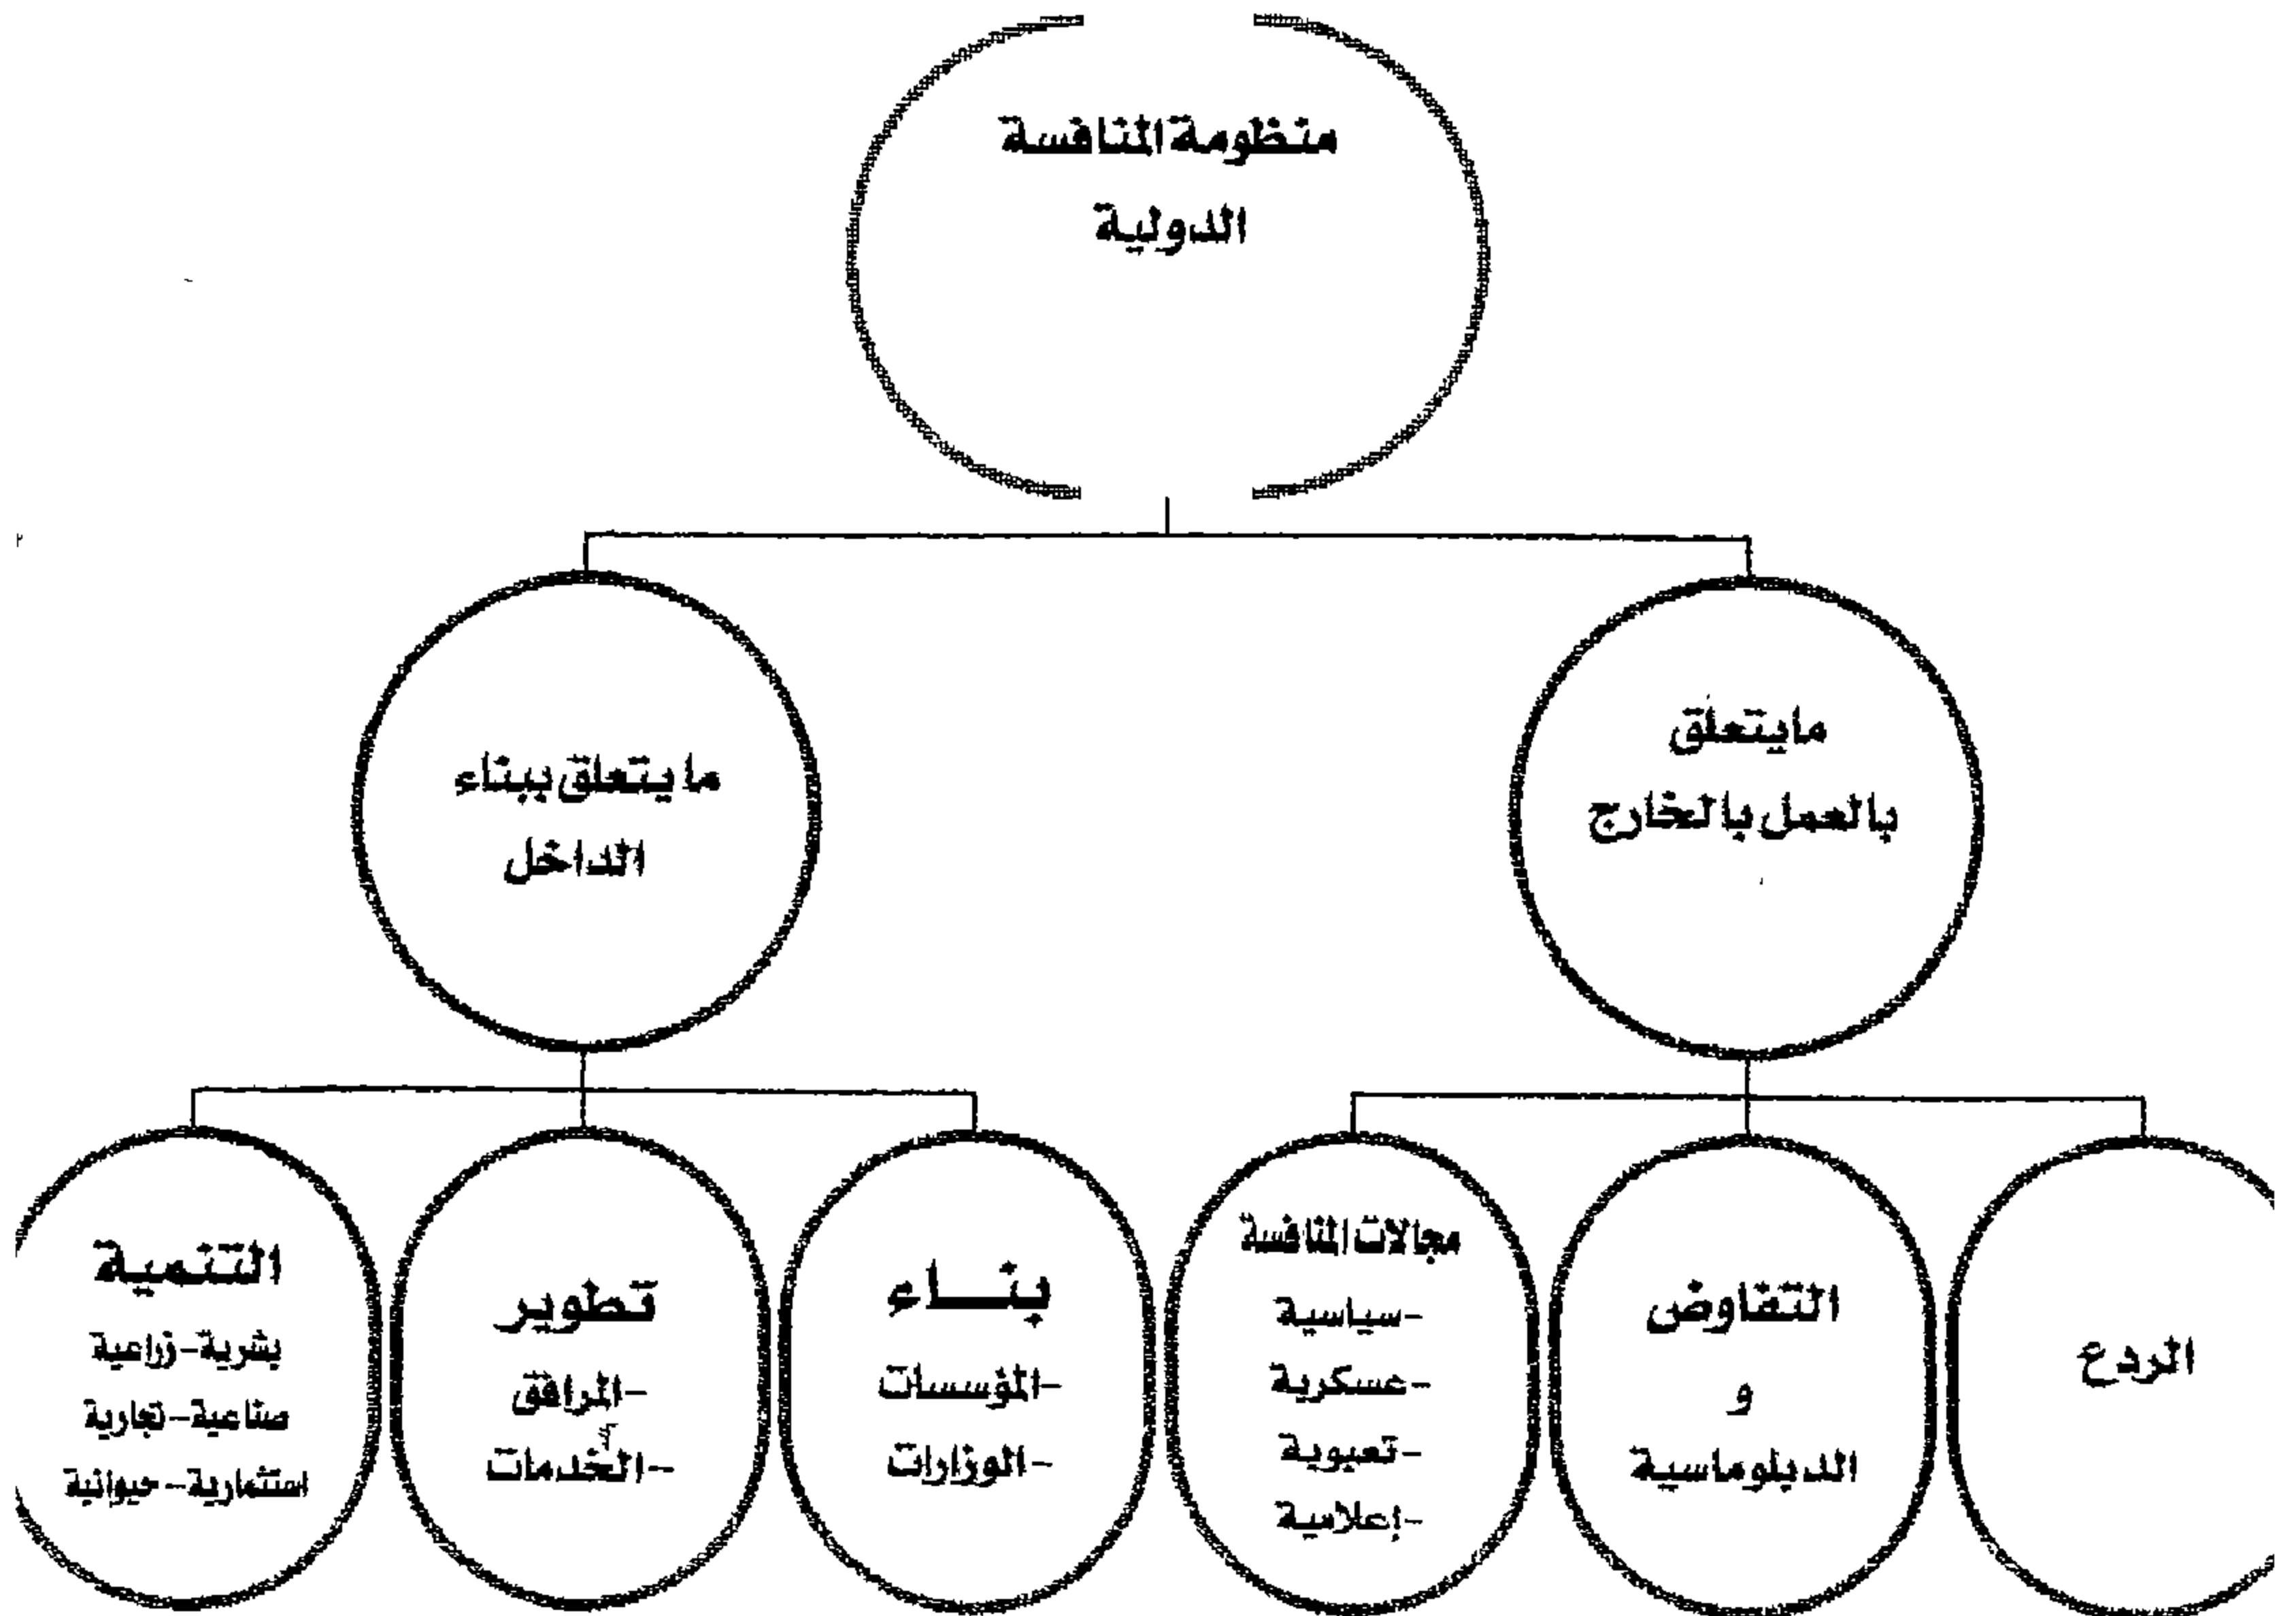 منظومة المنافسة
الدولية
مايتعلق
بالعمل بالخارج
ما يتعلق ببناء
الداخل
الردع
التفاوض
و
الدبلوماسية
مجالات المنافسة
-سياسية
-عسكرية
-تعبوية
-إعلامية
بنـــاء
-المؤسسات
-الوزارات
تطوير
-المرافق
-الخدمات
التنمية
بشرية-زراعية
صناعية-تجارية
استثمارية-حيوانية